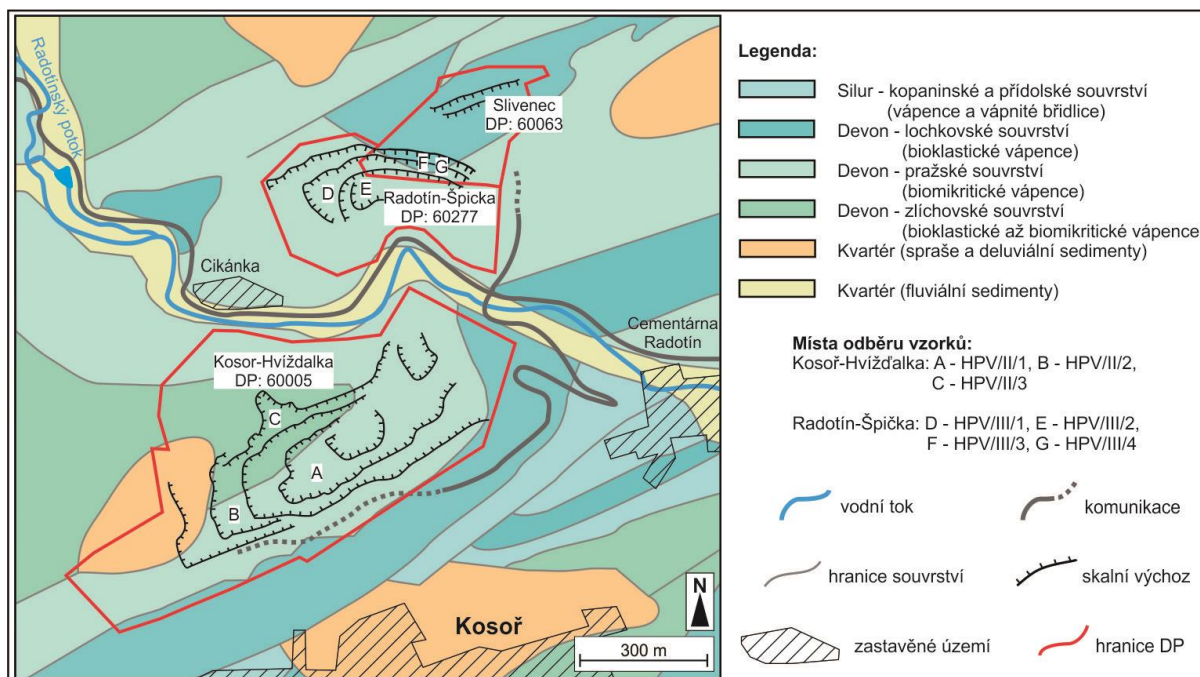 Radotínský potok
Slivenec
DP: 60063
F
G
D
E
Radotín-Špicka
DP: 60277
Cikánka
Cementárna
Radotín
Kosor-Hvíždalka
DP: 60005
C
A
B
N
Kosoř
300 m
Legenda:
Silur - kopaninské a přídolské souvrství
(vápence a vápnité břidlice)
Devon - lochkovské souvrství
(bioklastické vápence)
Devon - pražské souvrství
(biomikritické vápence)
Devon - zlíchovské souvrství
(bioklastické až biomikritické vápence
Kvartér (spraše a deluviální sedimenty)
Kvartér (fluviální sedimenty)
Místa odběru vzorků:
Kosoř-Hvížďalka: A - HPV/II/1, B - HPV/II/2,
C - HPV/II/3
Radotín-Špička: D - HPV/III/1, E - HPV/III/2,
F - HPV/III/3, G - HPV/III/4
vodní tok
komunikace
hranice souvrství
skalní výchoz
zastavěné území
hranice DP